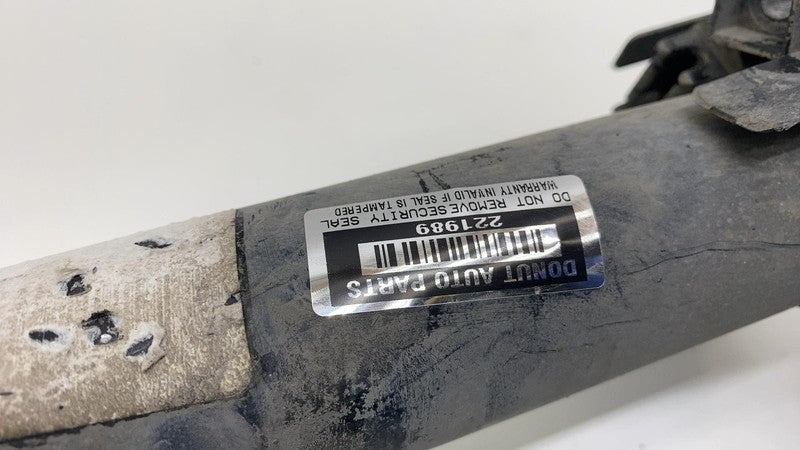 DONUT AUTO PARTS
221989
DO NOT REMOVE SECURITY SEAL
WARRANTY INVALID IF SEAL IS TAMPERED